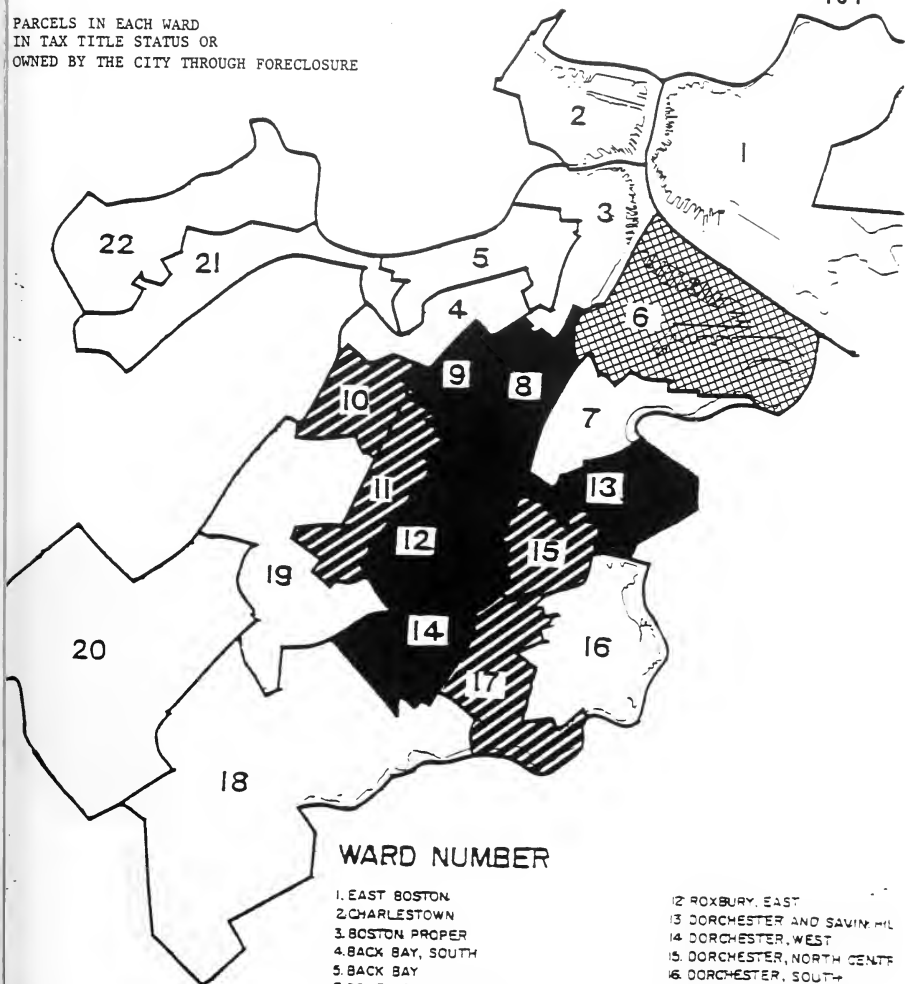 PARCELS IN EACH WARD
IN TAX TITLE STATUS OR
OWNED BY THE CITY THROUGH FORECLOSURE
2
1
3
22
21
5
4
6
9
8
10
7
11
13
12
15
19
14
16
20
17
18
WARD NUMBER
1. EAST BOSTON
2. CHARLESTOWN
3. BOSTON PROPER
4. BACK BAY, SOUTH
5. BACK BAY
12 ROXBURY, EAST
13 DORCHESTER AND SAVIN HIL
14 DORCHESTER, WEST
15. DORCHESTER, NORTH CENTR
16. DORCHESTER, SOUTH